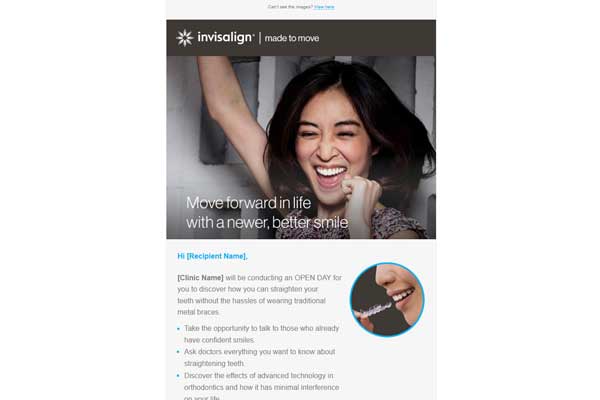 Can't see the images? View here
invisalign® | made to move
Move forward in life
with a newer, better smile
Hi [Recipient Name],
[Clinic Name] will be conducting an OPEN DAY for
you to discover how you can straighten your
teeth without the hassles of wearing traditional
metal braces.
• Take the opportunity to talk to those who already
have confident smiles.
• Ask doctors everything you want to know about
straightening teeth.
• Discover the effects of advanced technology in
orthodontics and how it has minimal interference
on your life.